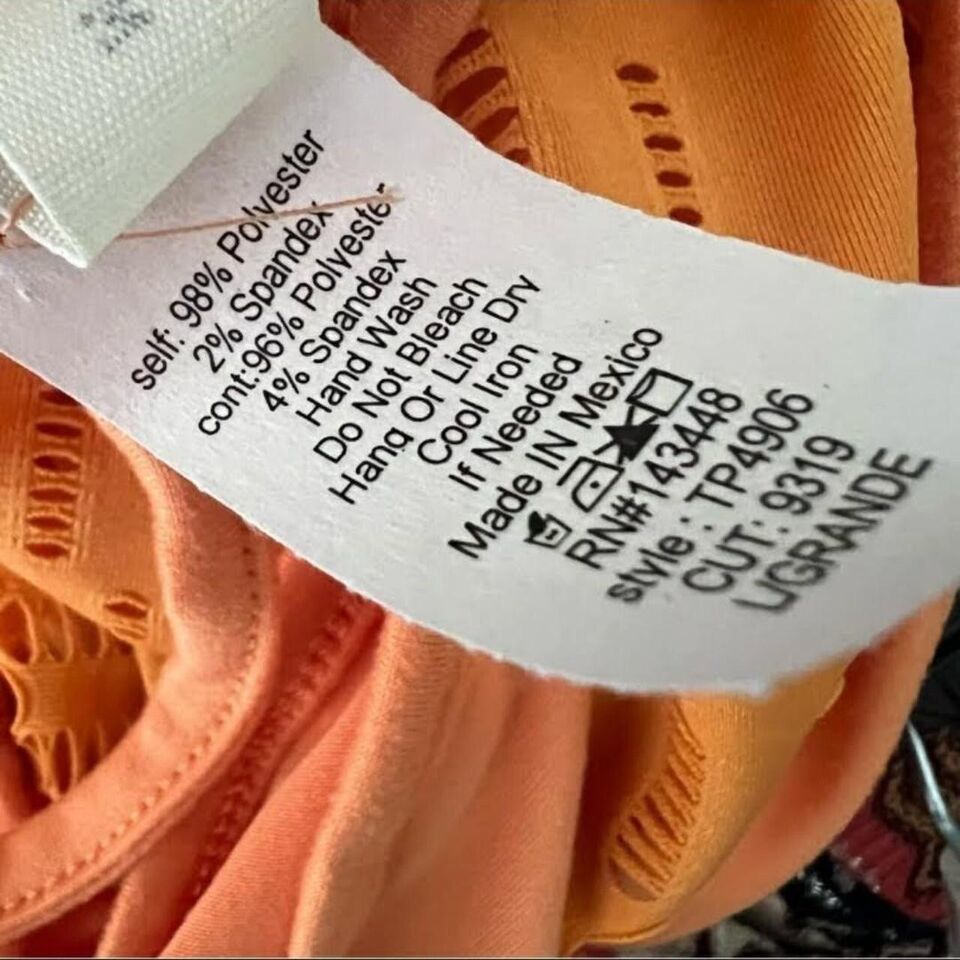 self: 98% Polyester
2% Spandex
cont:96% Polyester
4% Spandex
Hand Wash
Do Not Bleach
Hang Or Line Dry
Cool Iron
If Needed
Made IN Mexico
RN#143448
style : TP4906
CUT: 9319
LIGRANDE